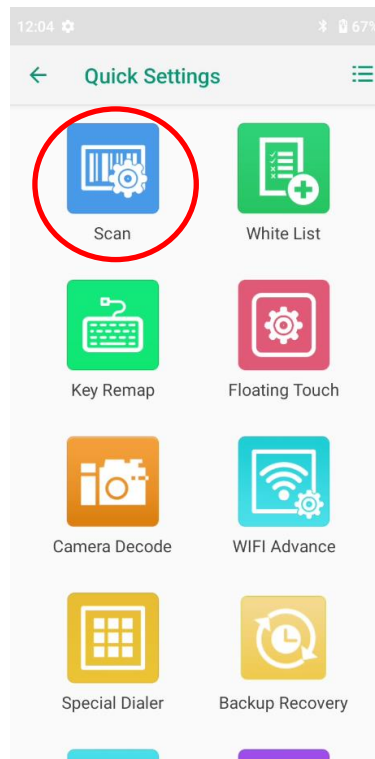 12:04 67%
Quick Settings
Scan White List
Key Remap Floating Touch
Camera Decode WIFI Advance
Special Dialer Backup Recovery